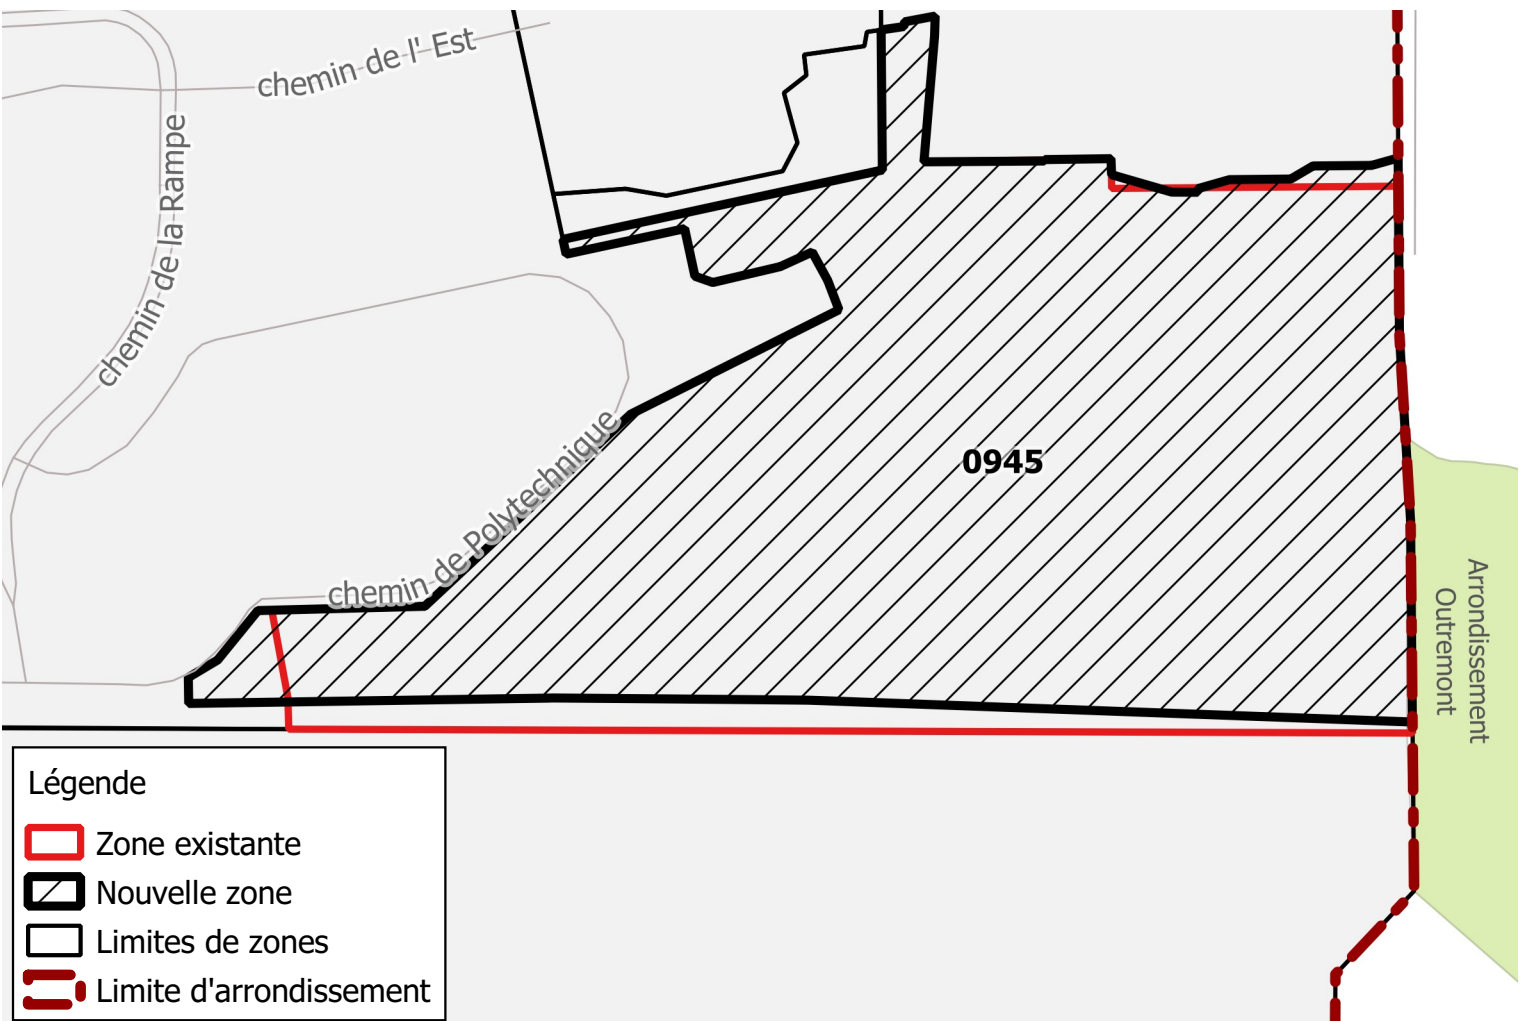 chemin de l' Est
chemin de la Rampe
chemin de Polytechnique
0945
Arrondissement
Outremont
Légende
Zone existante
Nouvelle zone
Limites de zones
Limite d'arrondissement